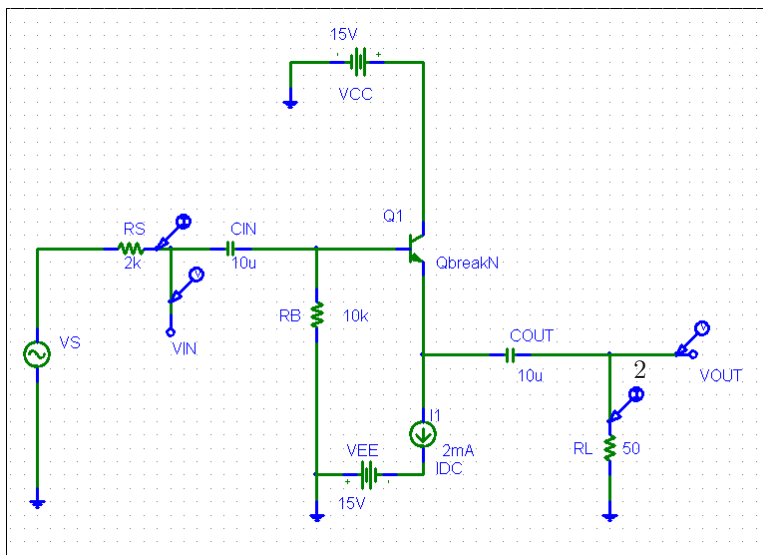 15V
- +
VCC
Q1
RS
CIN
2k
10u
QbreakN
V
RB
10k
COUT
V
VS
VIN
10u
2
VOUT
I1
VEE
2mA
RL
50
+ -
IDC
15V